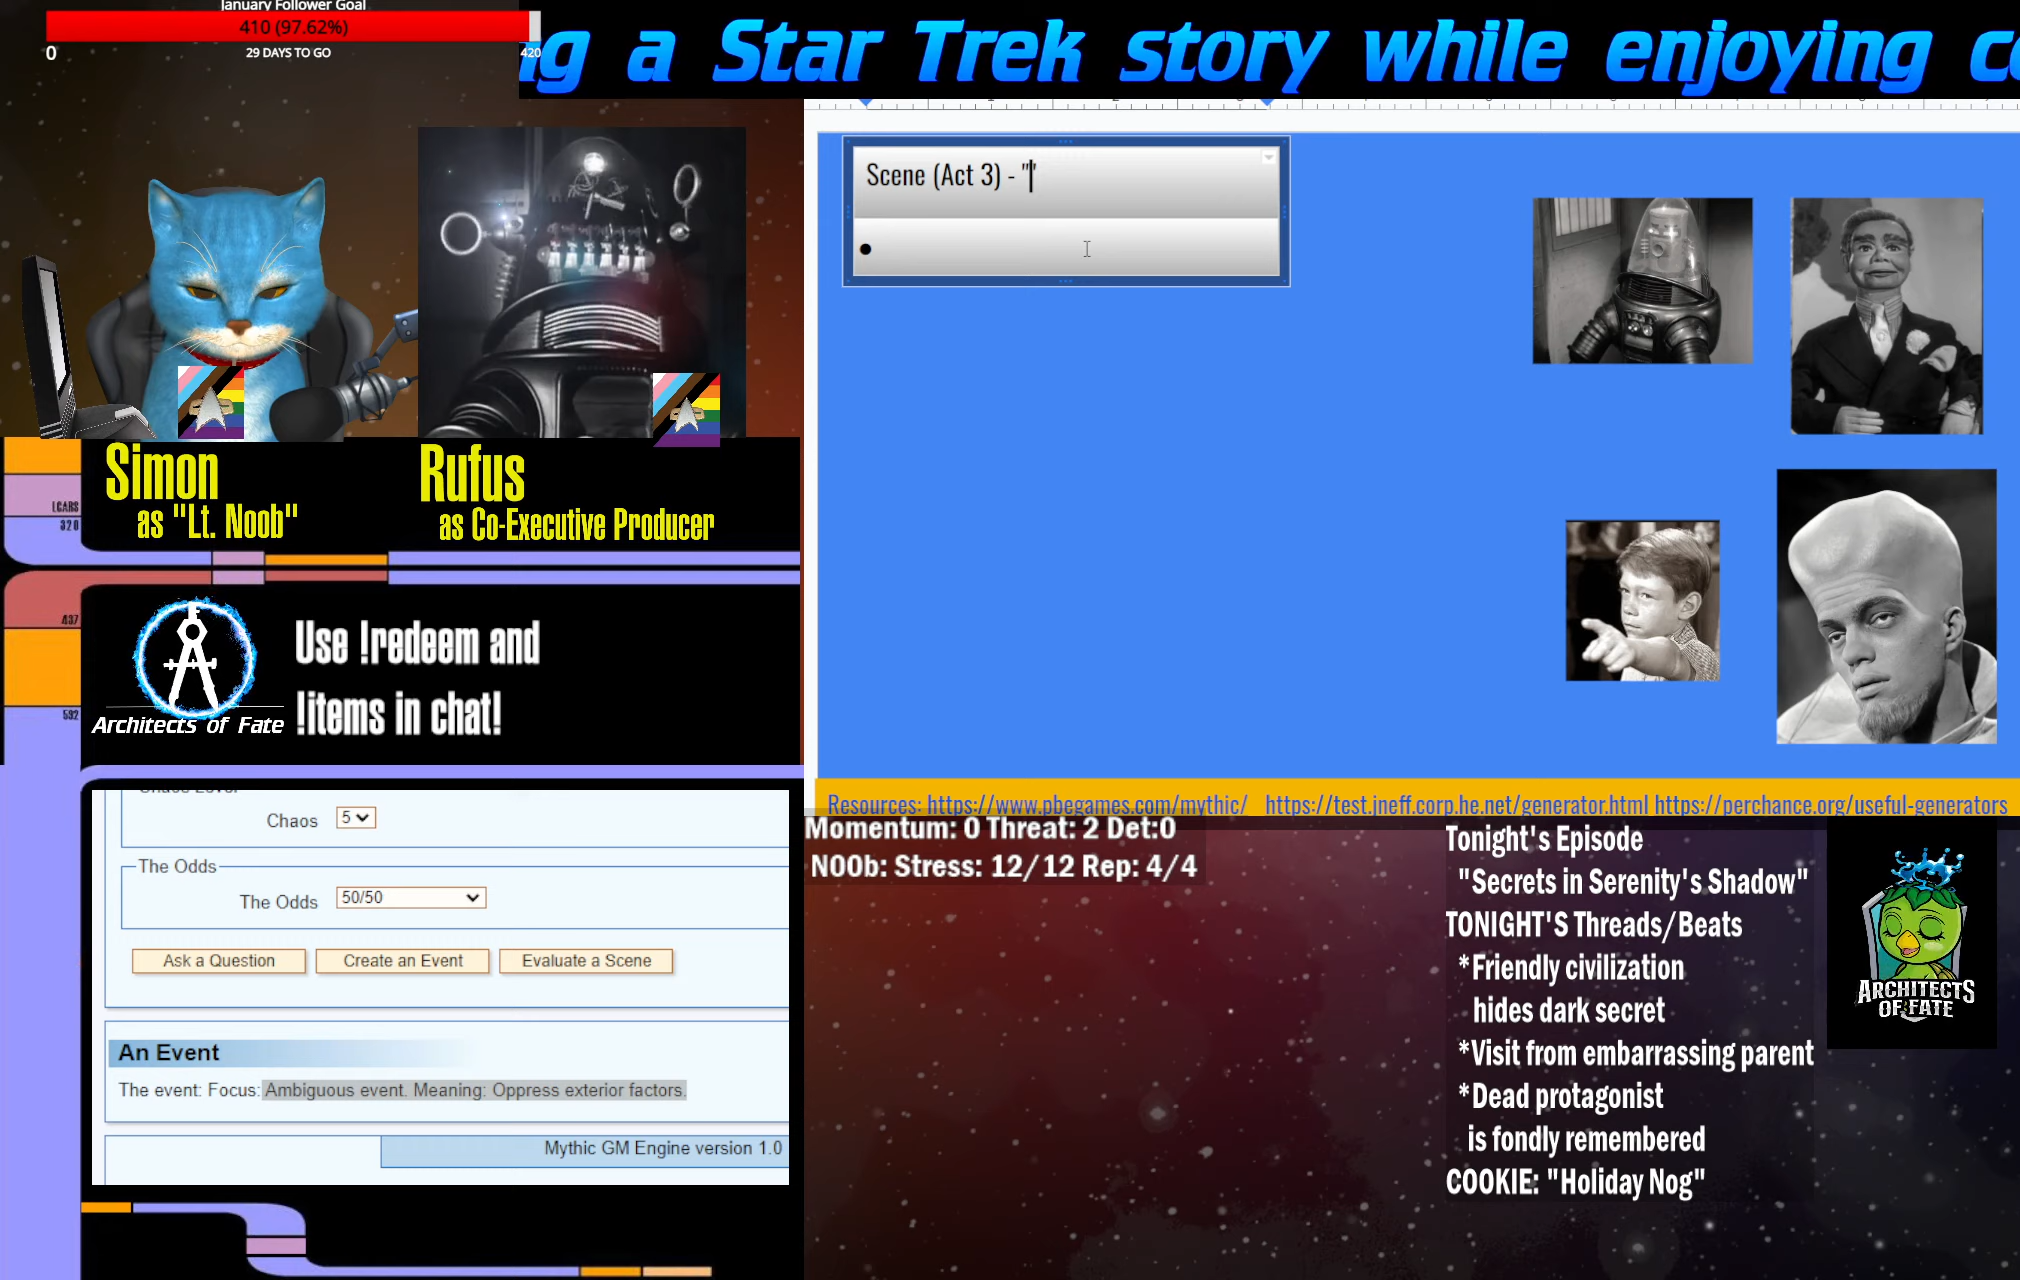 January Follower Goal
410 (97.62%)
0
29 DAYS TO GO
420
g a Star Trek story while enjoying
Scene (Act 3) - ""
●
Simon
as "Lt. Noob"
Rufus
as Co-Executive Producer
LCARS
320
437
592
Architects of Fate
Use !redeem and
!items in chat!
Chaos Level
Chaos 5
The Odds
The Odds 50/50
Ask a Question
Create an Event
Evaluate a Scene
An Event
The event: Focus: Ambiguous event. Meaning: Oppress exterior factors.
Mythic GM Engine version 1.0
Resources: https://www.pbegames.com/mythic/ https://test.jneff.corp.he.net/generator.html https://perchance.org/useful-generators
Momentum: 0 Threat: 2 Det:0
N00b: Stress: 12/12 Rep: 4/4
Tonight's Episode
"Secrets in Serenity's Shadow"
TONIGHT'S Threads/Beats
*Friendly civilization
hides dark secret
*Visit from embarrassing parent
*Dead protagonist
is fondly remembered
COOKIE: "Holiday Nog"
ARCHITECTS
OF FATE